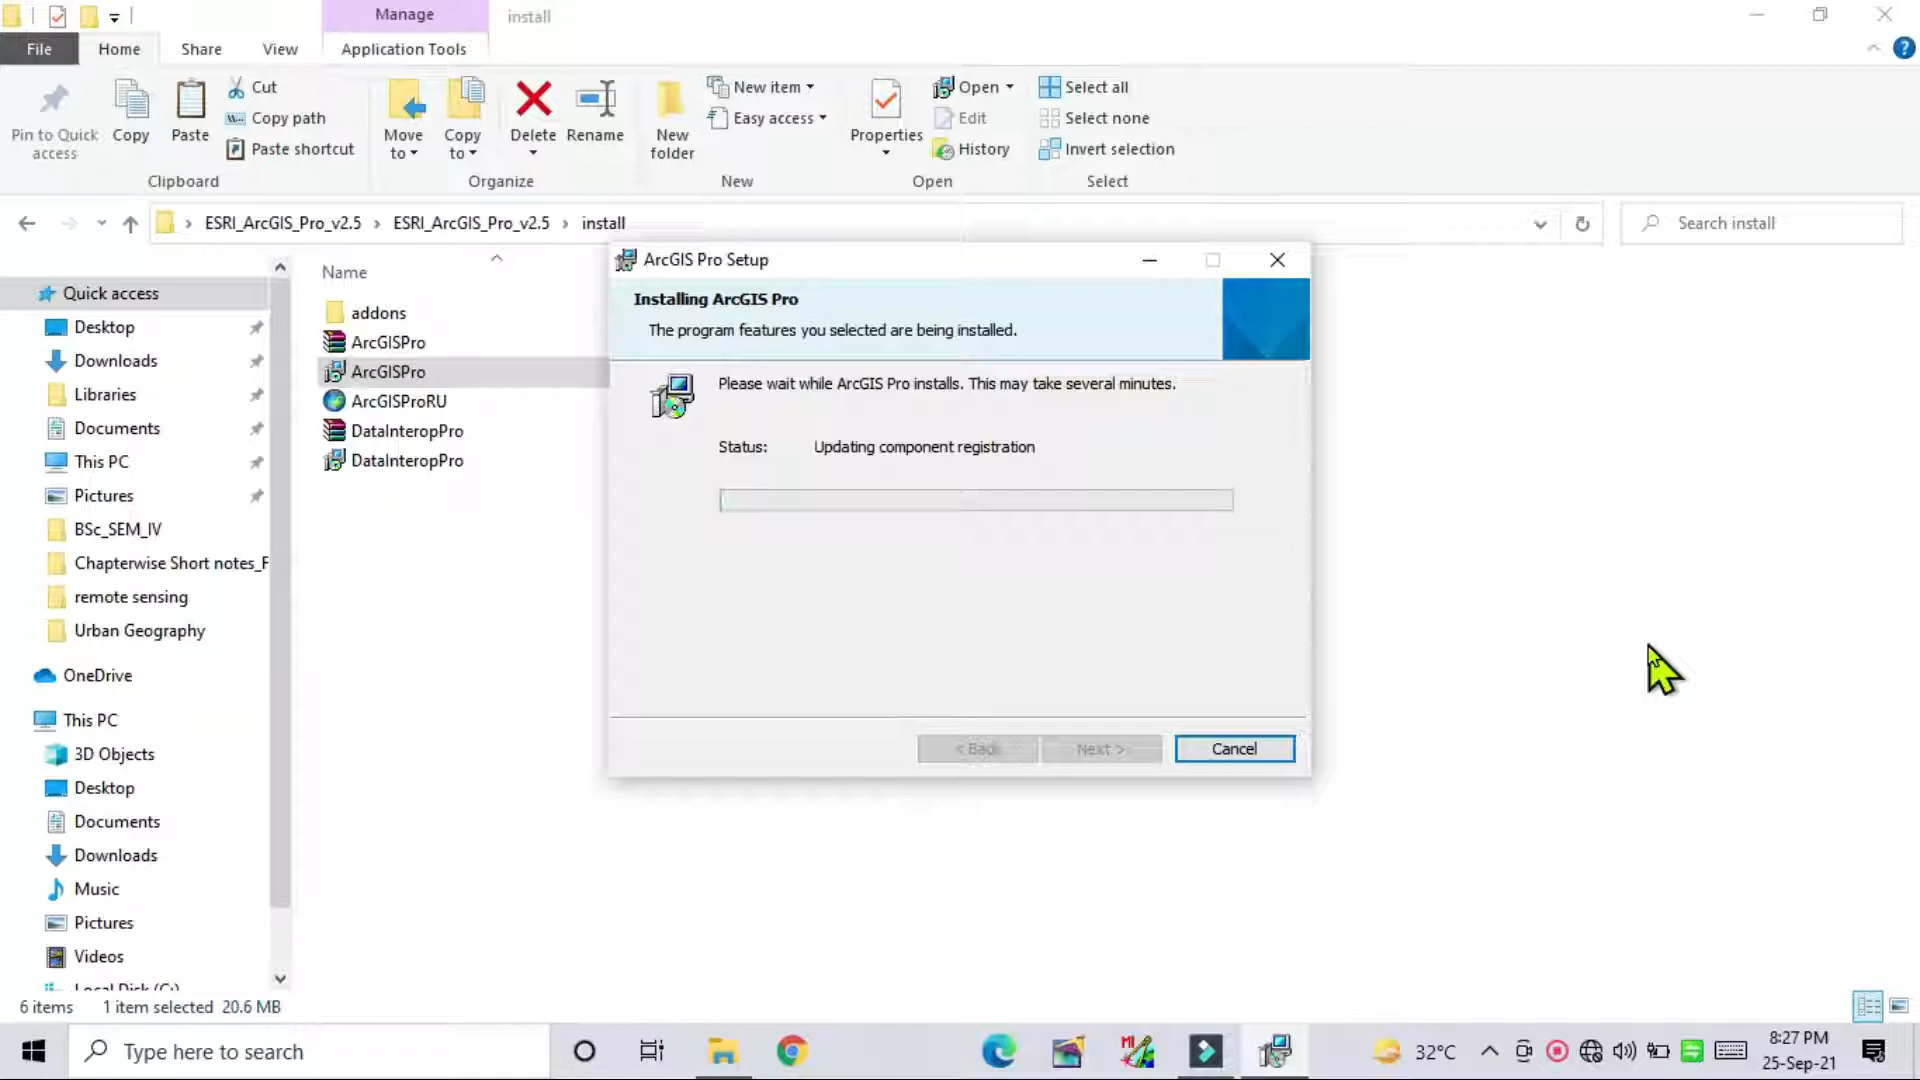 Manage
install
File
Home
Share
View
Application Tools
Pin to Quick access
Copy
Paste
Cut
Copy path
Paste shortcut
Move to
Copy to
Delete
Rename
New folder
New item
Easy access
Properties
Open
Edit
History
Select all
Select none
Invert selection
Clipboard
Organize
New
Open
Select
ESRI_ArcGIS_Pro_v2.5 > ESRI_ArcGIS_Pro_v2.5 > install
Search install
Quick access
Desktop
Downloads
Libraries
Documents
This PC
Pictures
BSc_SEM_IV
Chapterwise Short notes_F
remote sensing
Urban Geography
OneDrive
This PC
3D Objects
Desktop
Documents
Downloads
Music
Pictures
Videos
Local Disk (C:)
Name
addons
ArcGISPro
ArcGISPro
ArcGISProRU
DataInteropPro
DataInteropPro
ArcGIS Pro Setup
Installing ArcGIS Pro
The program features you selected are being installed.
Please wait while ArcGIS Pro installs. This may take several minutes.
Status: Updating component registration
< Back
Next >
Cancel
6 items 1 item selected 20.6 MB
Type here to search
32°C
8:27 PM
25-Sep-21